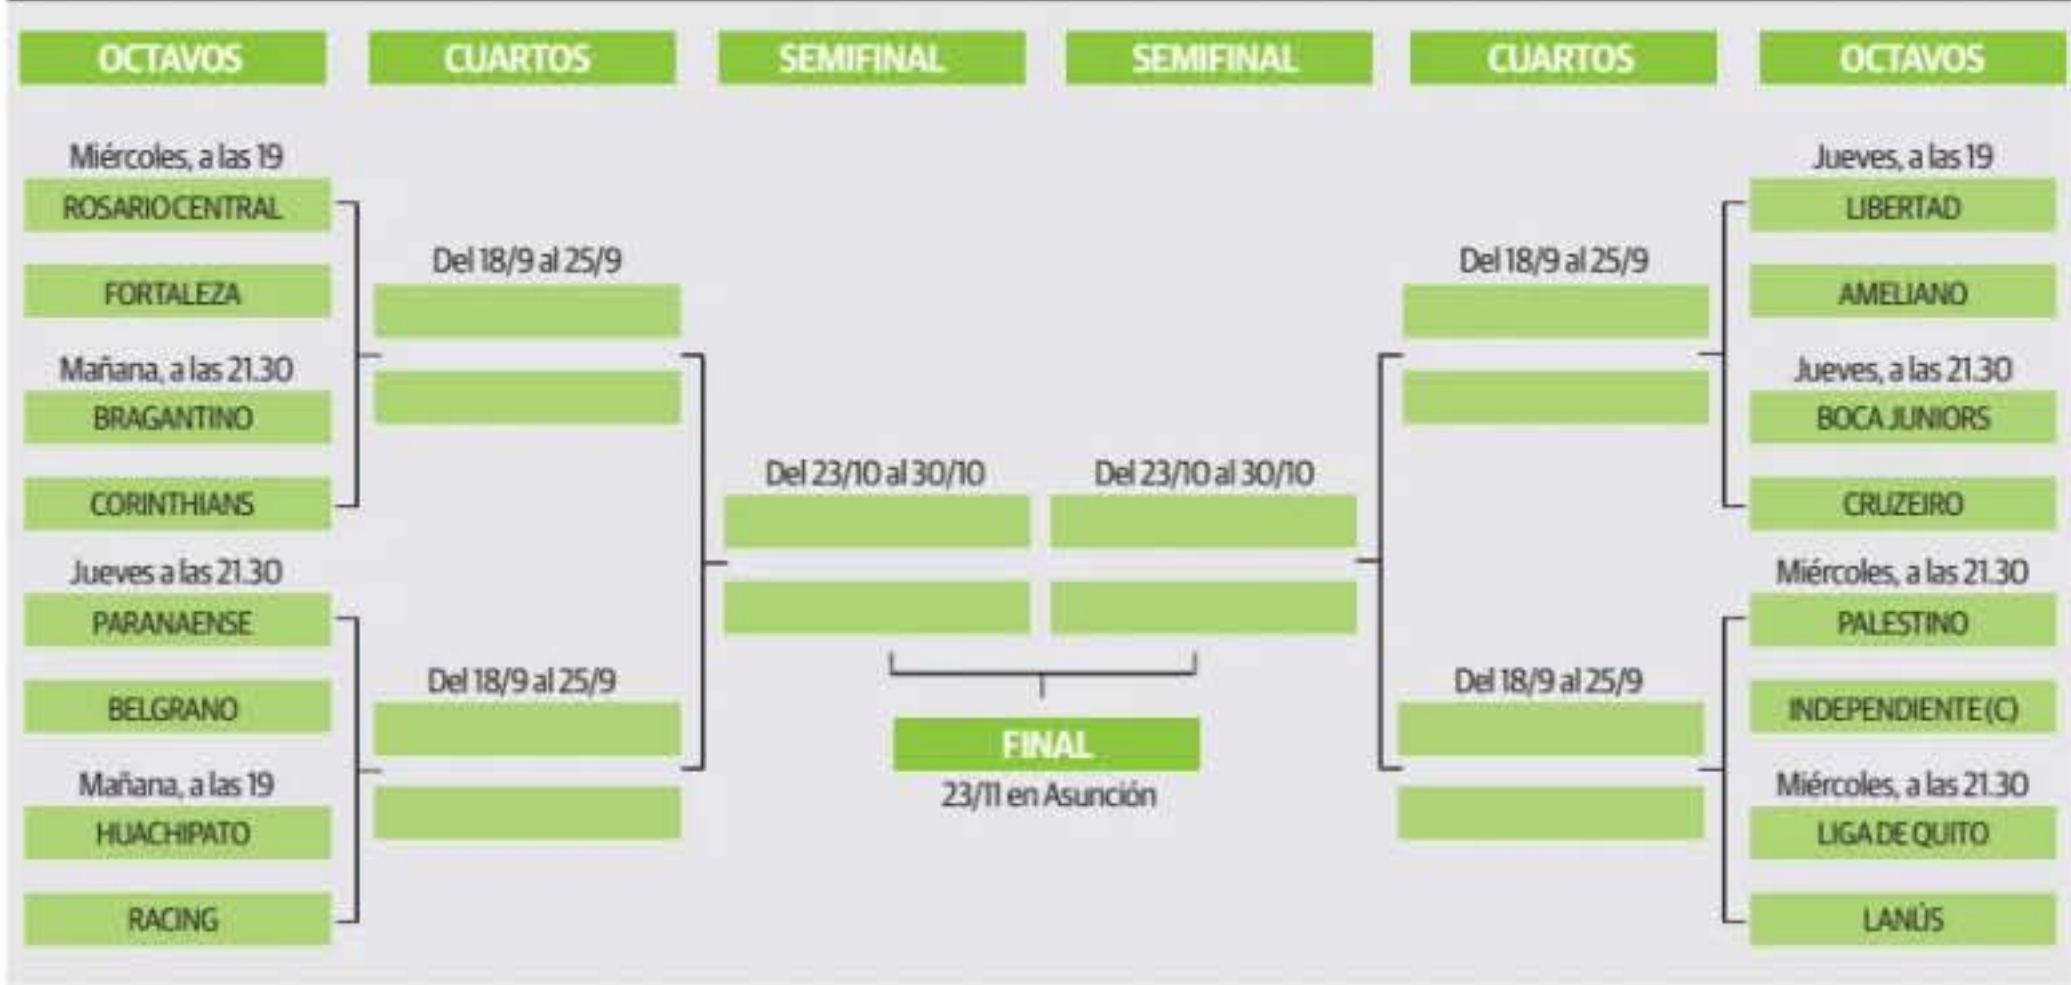 OCTAVOS
CUARTOS
SEMIFINAL
SEMIFINAL
CUARTOS
OCTAVOS
Miércoles, a las 19
ROSARIO CENTRAL
FORTALEZA
Mañana, a las 21.30
BRAGANTINO
CORINTHIANS
Jueves a las 21.30
PARANAENSE
BELGRANO
Mañana, a las 19
HUACHIPATO
RACING
Del 18/9 al 25/9
Del 18/9 al 25/9
Del 23/10 al 30/10
Del 23/10 al 30/10
FINAL
23/11 en Asunción
Del 18/9 al 25/9
Del 18/9 al 25/9
Jueves, a las 19
LIBERTAD
AMELIANO
Jueves, a las 21.30
BOCA JUNIORS
CRUZEIRO
Miércoles, a las 21.30
PALESTINO
INDEPENDIENTE (C)
Miércoles, a las 21.30
LIGA DE QUITO
LANÚS